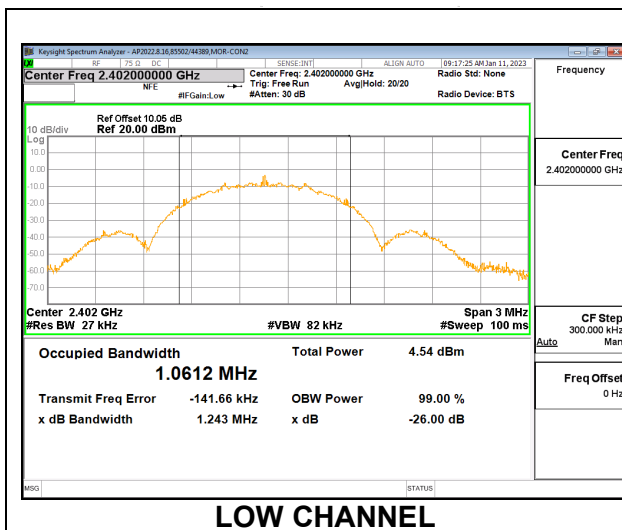 Keysight Spectrum Analyzer - AP2022.8.16,85502/44389,MOR-CON2
LXI RF 75 Ω DC SENSE:INT ALIGN AUTO 09:17:25 AM Jan 11, 2023
Center Freq 2.402000000 GHz Center Freq: 2.402000000 GHz Radio Std: None
NFE Trig: Free Run Avg|Hold: 20/20
#IFGain:Low #Atten: 30 dB Radio Device: BTS
Frequency
Ref Offset 10.05 dB
10 dB/div Ref 20.00 dBm
Log
10.0
0.00
-10.0
-20.0
-30.0
-40.0
-50.0
-60.0
-70.0
Center Freq
2.402000000 GHz
Center 2.402 GHz Span 3 MHz
#Res BW 27 kHz #VBW 82 kHz #Sweep 100 ms
CF Step
300.000 kHz
Auto Man
Occupied Bandwidth Total Power 4.54 dBm
1.0612 MHz
Transmit Freq Error -141.66 kHz OBW Power 99.00 %
x dB Bandwidth 1.243 MHz x dB -26.00 dB
Freq Offset
0 Hz
MSG STATUS
LOW CHANNEL